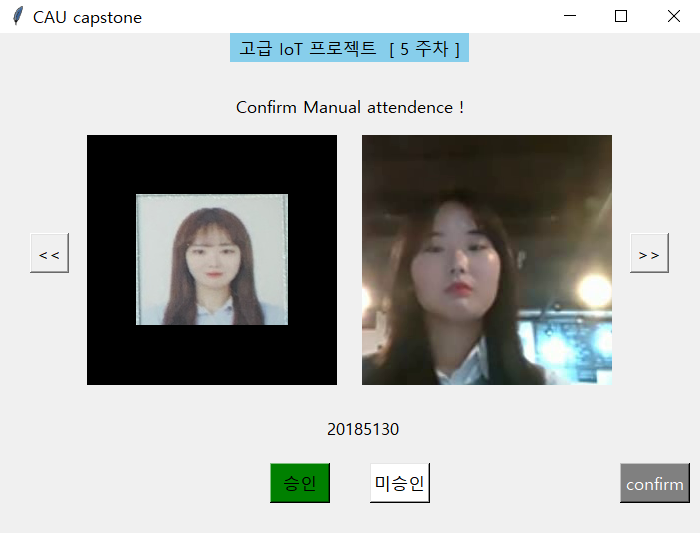 CAU capstone
고급 IoT 프로젝트 [ 5 주차 ]
Confirm Manual attendence !
<<
>>
20185130
승인
미승인
confirm